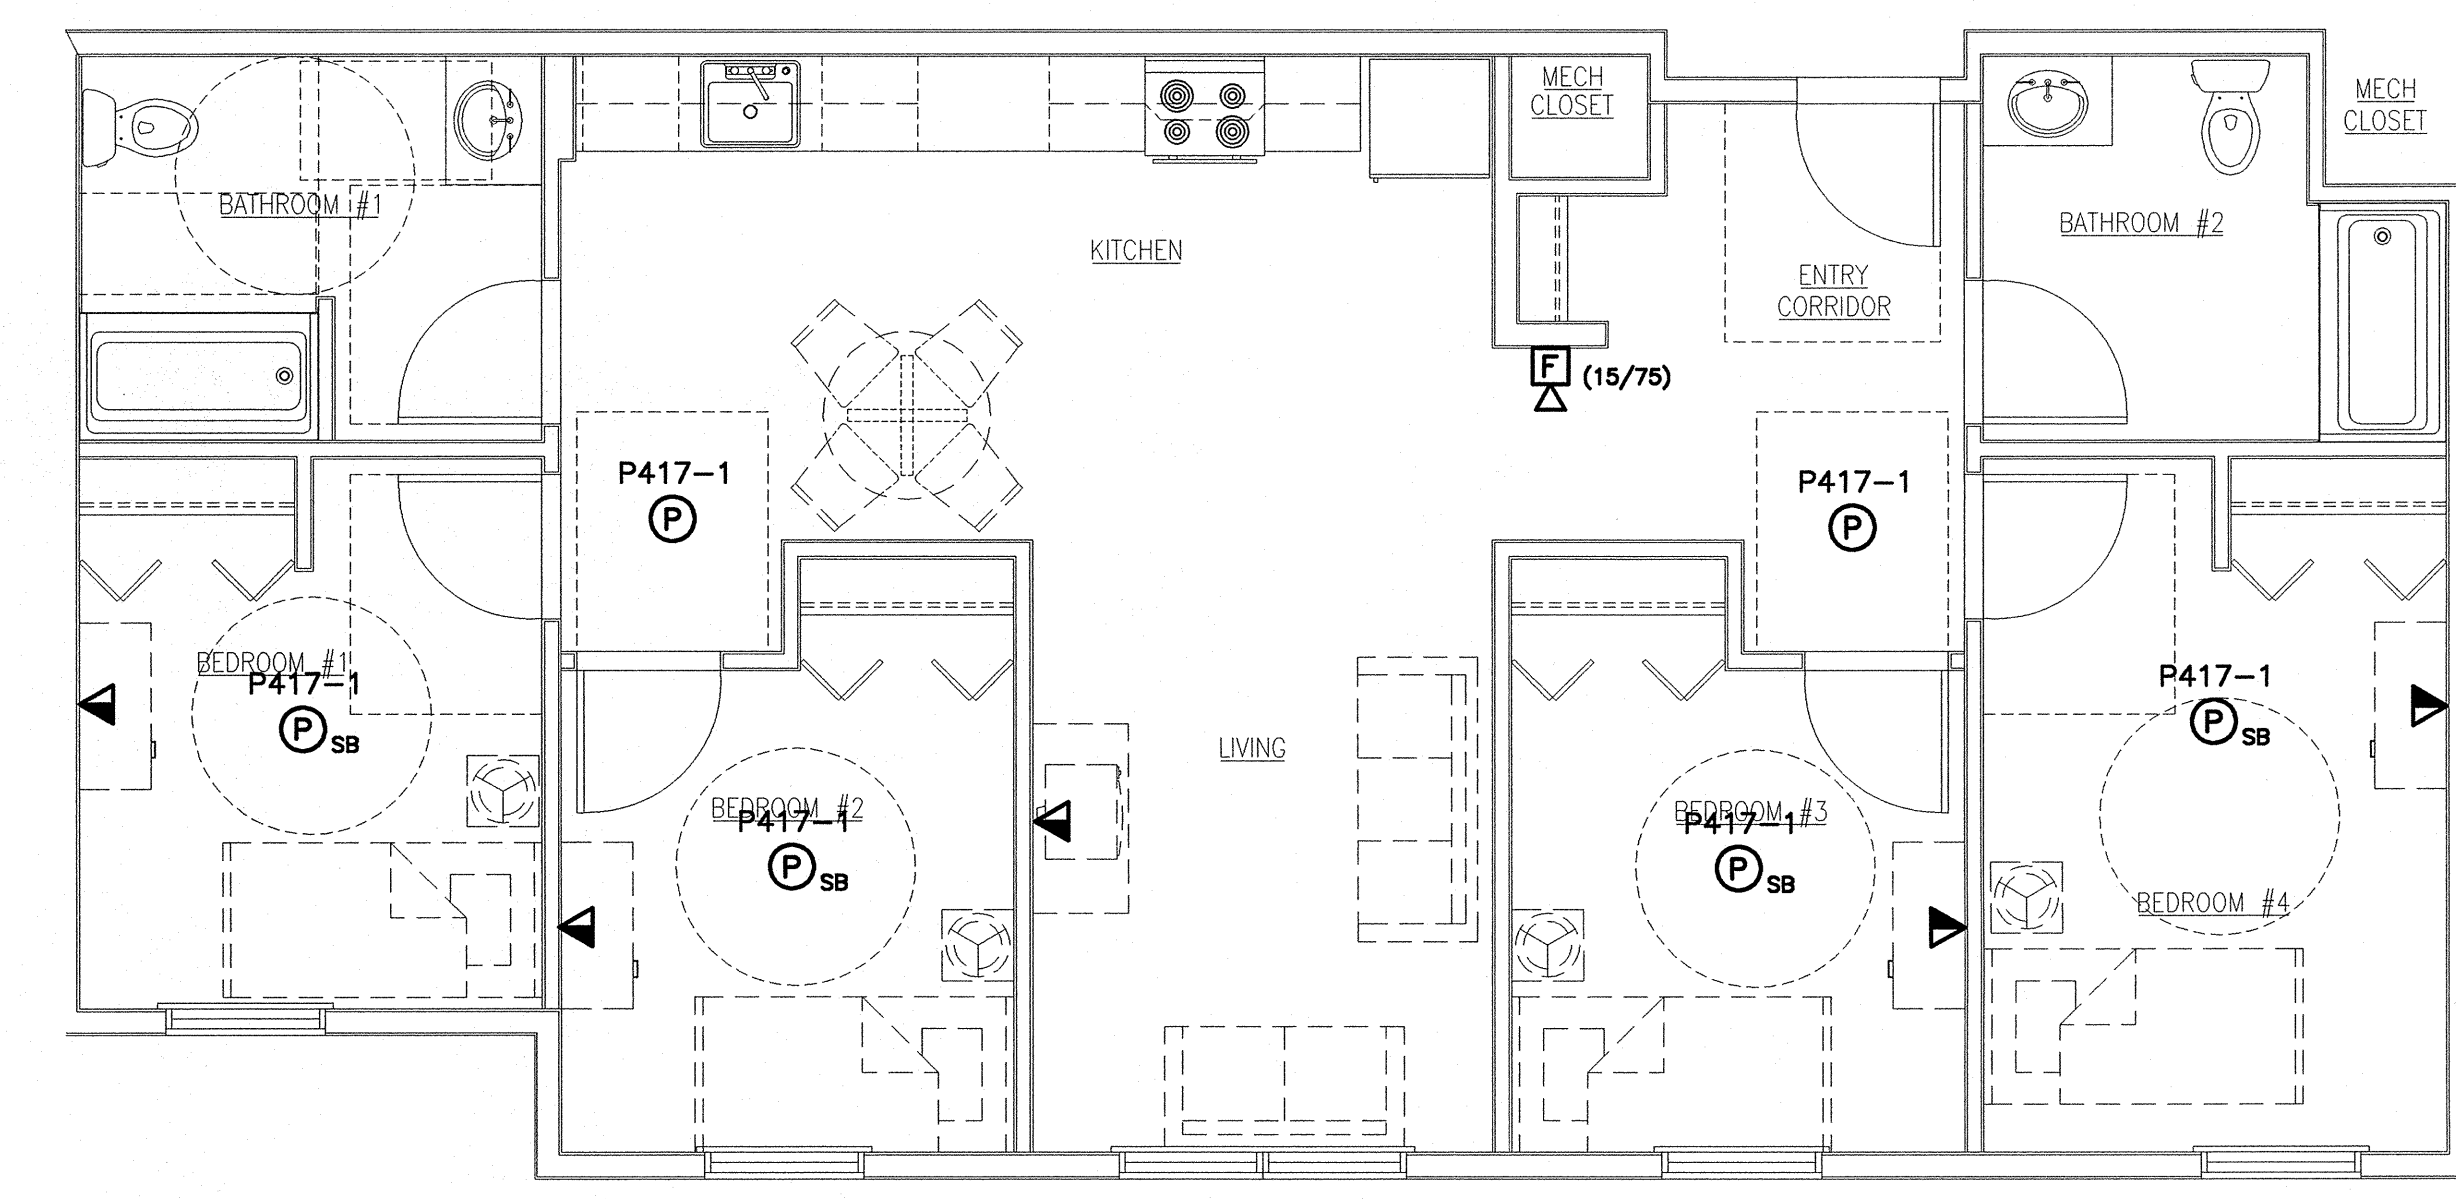 MECH
CLOSET
MECH
CLOSET
BATHROOM #1
BATHROOM #2
KITCHEN
ENTRY
CORRIDOR
F (15/75)
P417-1
P
P417-1
P
BEDROOM #1
P417-1
P SB
P417-1
P SB
LIVING
BEDROOM #2
P417-1
P SB
BEDROOM #3
P417-1
P SB
BEDROOM #4